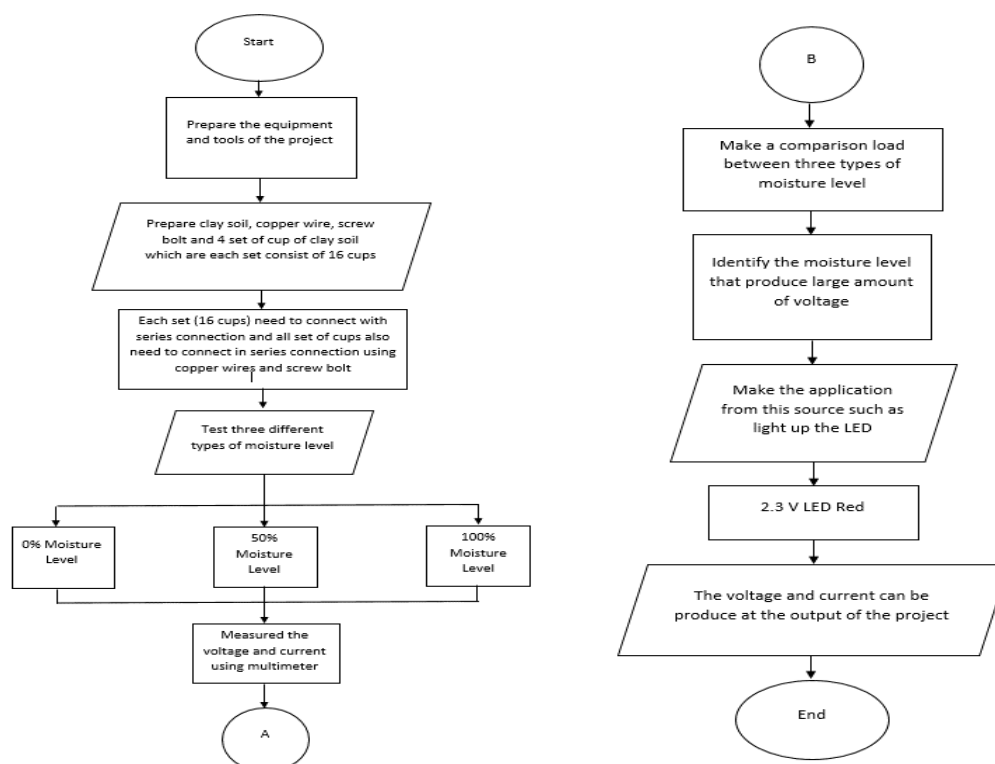 Start
Prepare the equipment
and tools of the project
Prepare clay soil, copper wire, screw
bolt and 4 set of cup of clay soil
which are each set consist of 16 cups
Each set (16 cups) need to connect with
series connection and all set of cups also
need to connect in series connection using
copper wires and screw bolt
Test three different
types of moisture level
0% Moisture
Level
50%
Moisture
Level
100%
Moisture
Level
Measured the
voltage and current
using multimeter
A
B
Make a comparison load
between three types of
moisture level
Identify the moisture level
that produce large amount
of voltage
Make the application
from this source such as
light up the LED
2.3 V LED Red
The voltage and current can be
produce at the output of the project
End